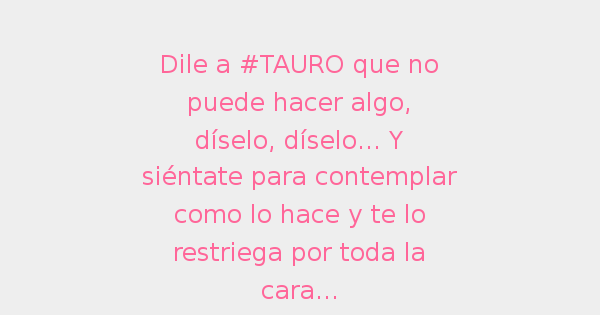 Dile a #TAURO que no
puede hacer algo,
díselo, díselo... Y
siéntate para contemplar
como lo hace y te lo
restriega por toda la
cara...